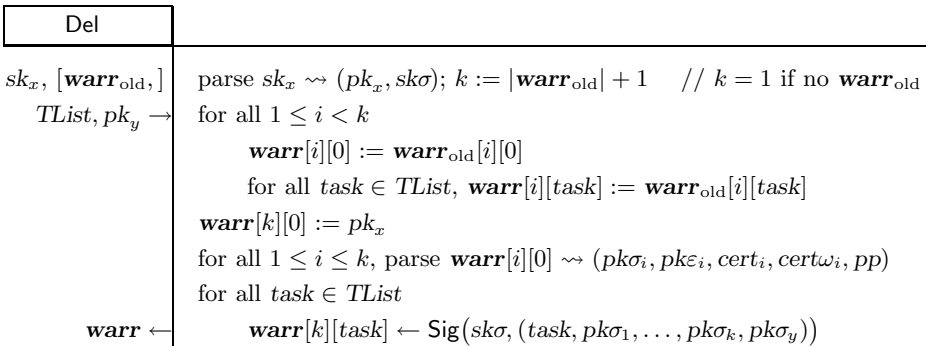 Del
sk_x, [warr_old,] parse sk_x ⇝ (pk_x, skσ); k := |warr_old| + 1 // k = 1 if no warr_old
TList, pk_y → for all 1 ≤ i < k
warr[i][0] := warr_old[i][0]
for all task ∈ TList, warr[i][task] := warr_old[i][task]
warr[k][0] := pk_x
for all 1 ≤ i ≤ k, parse warr[i][0] ⇝ (pkσ_i, pkε_i, cert_i, certω_i, pp)
for all task ∈ TList
warr ← warr[k][task] ← Sig(skσ, (task, pkσ_1, . . . , pkσ_k, pkσ_y))